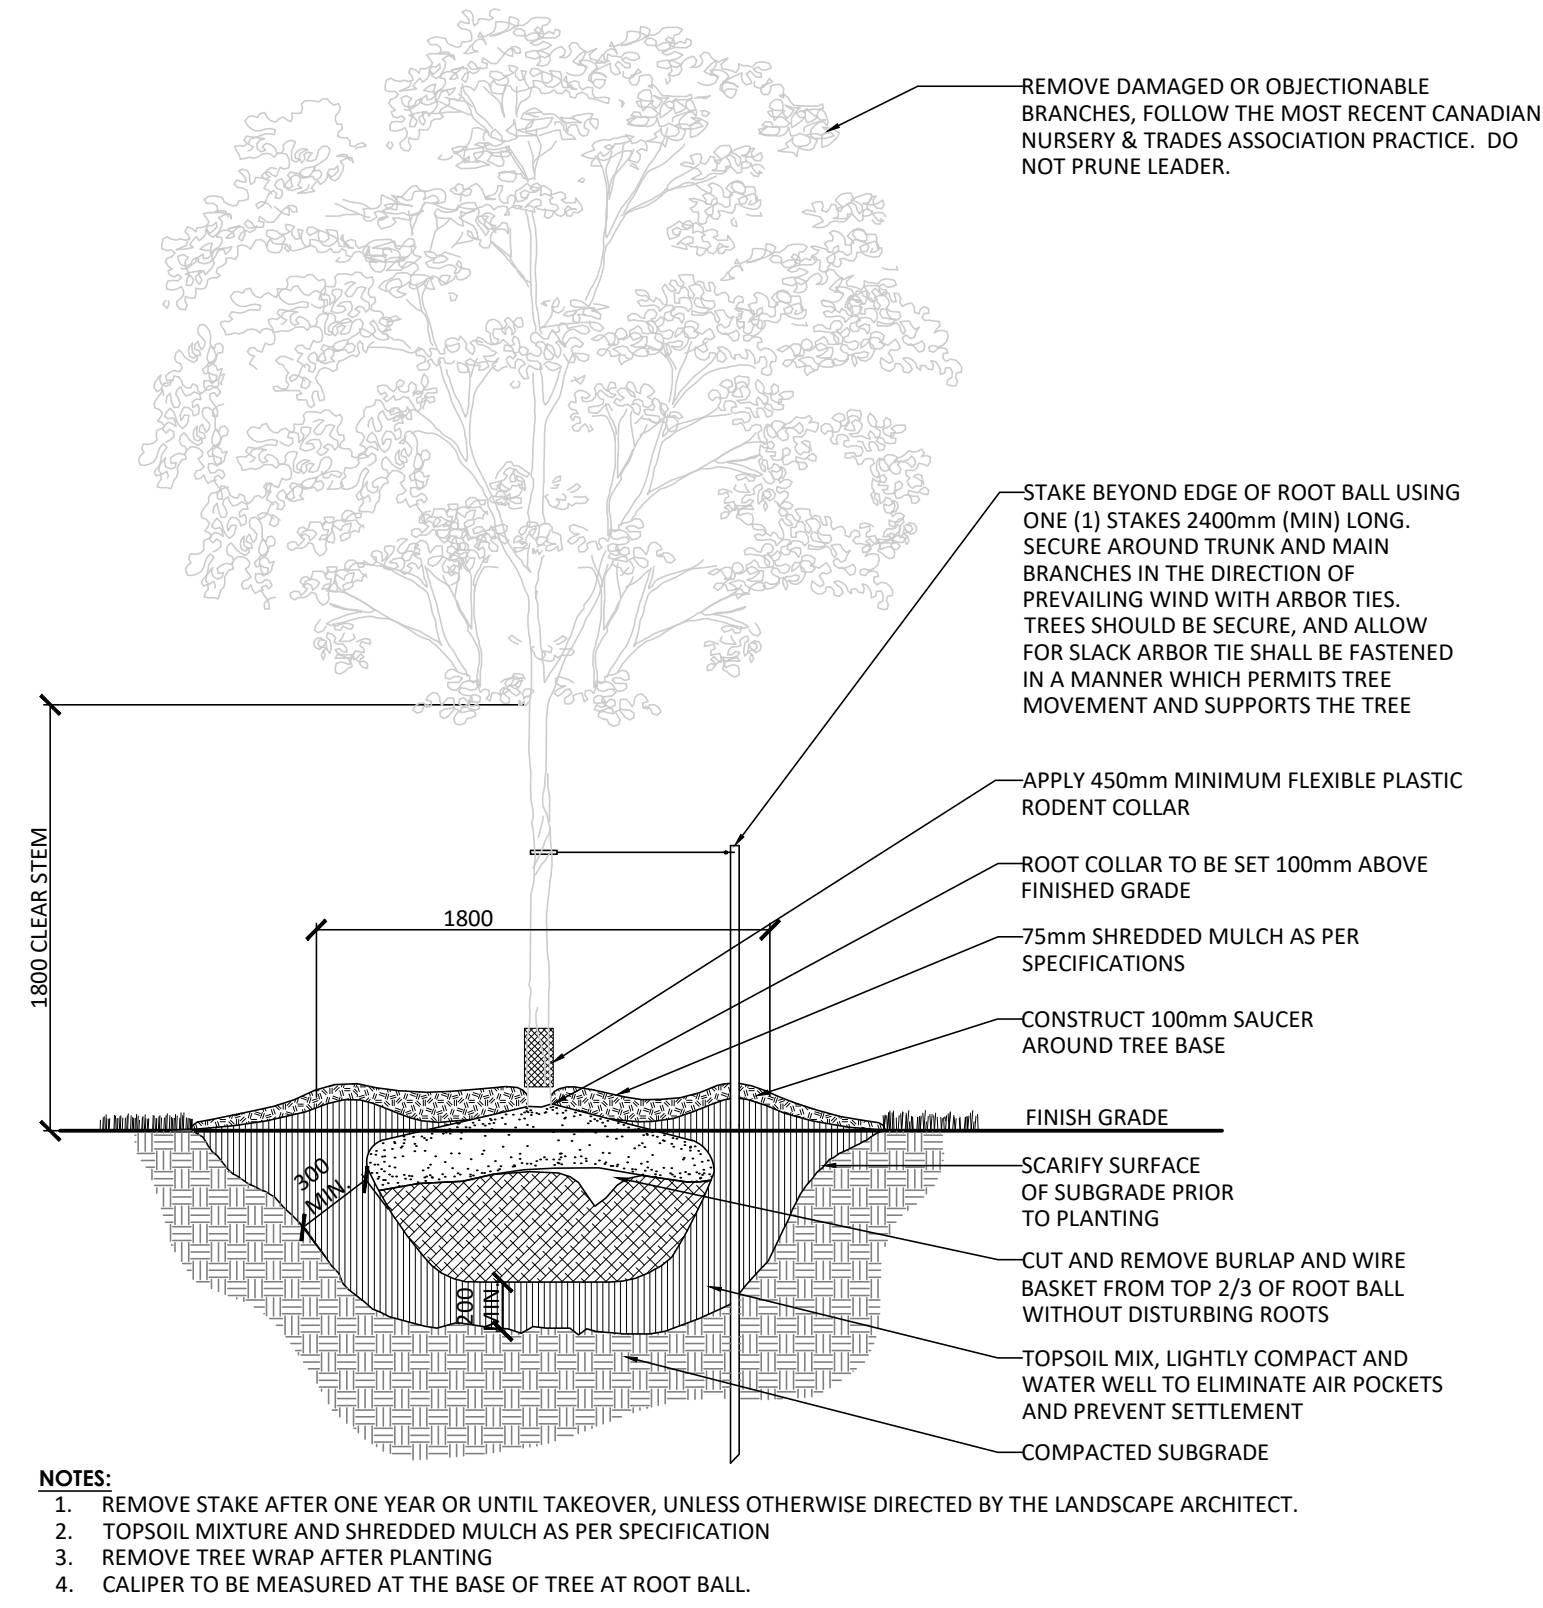 REMOVE DAMAGED OR OBJECTIONABLE
BRANCHES, FOLLOW THE MOST RECENT CANADIAN
NURSERY & TRADES ASSOCIATION PRACTICE. DO
NOT PRUNE LEADER.
STAKE BEYOND EDGE OF ROOT BALL USING
ONE (1) STAKES 2400mm (MIN) LONG.
SECURE AROUND TRUNK AND MAIN
BRANCHES IN THE DIRECTION OF
PREVAILING WIND WITH ARBOR TIES.
TREES SHOULD BE SECURE, AND ALLOW
FOR SLACK ARBOR TIE SHALL BE FASTENED
IN A MANNER WHICH PERMITS TREE
MOVEMENT AND SUPPORTS THE TREE
APPLY 450mm MINIMUM FLEXIBLE PLASTIC
RODENT COLLAR
ROOT COLLAR TO BE SET 100mm ABOVE
FINISHED GRADE
75mm SHREDDED MULCH AS PER
SPECIFICATIONS
CONSTRUCT 100mm SAUCER
AROUND TREE BASE
FINISH GRADE
SCARIFY SURFACE
OF SUBGRADE PRIOR
TO PLANTING
CUT AND REMOVE BURLAP AND WIRE
BASKET FROM TOP 2/3 OF ROOT BALL
WITHOUT DISTURBING ROOTS
TOPSOIL MIX, LIGHTLY COMPACT AND
WATER WELL TO ELIMINATE AIR POCKETS
AND PREVENT SETTLEMENT
COMPACTED SUBGRADE
1800 CLEAR STEM
1800
300
MIN.
200
MIN.
NOTES:
1. REMOVE STAKE AFTER ONE YEAR OR UNTIL TAKEOVER, UNLESS OTHERWISE DIRECTED BY THE LANDSCAPE ARCHITECT.
2. TOPSOIL MIXTURE AND SHREDDED MULCH AS PER SPECIFICATION
3. REMOVE TREE WRAP AFTER PLANTING
4. CALIPER TO BE MEASURED AT THE BASE OF TREE AT ROOT BALL.